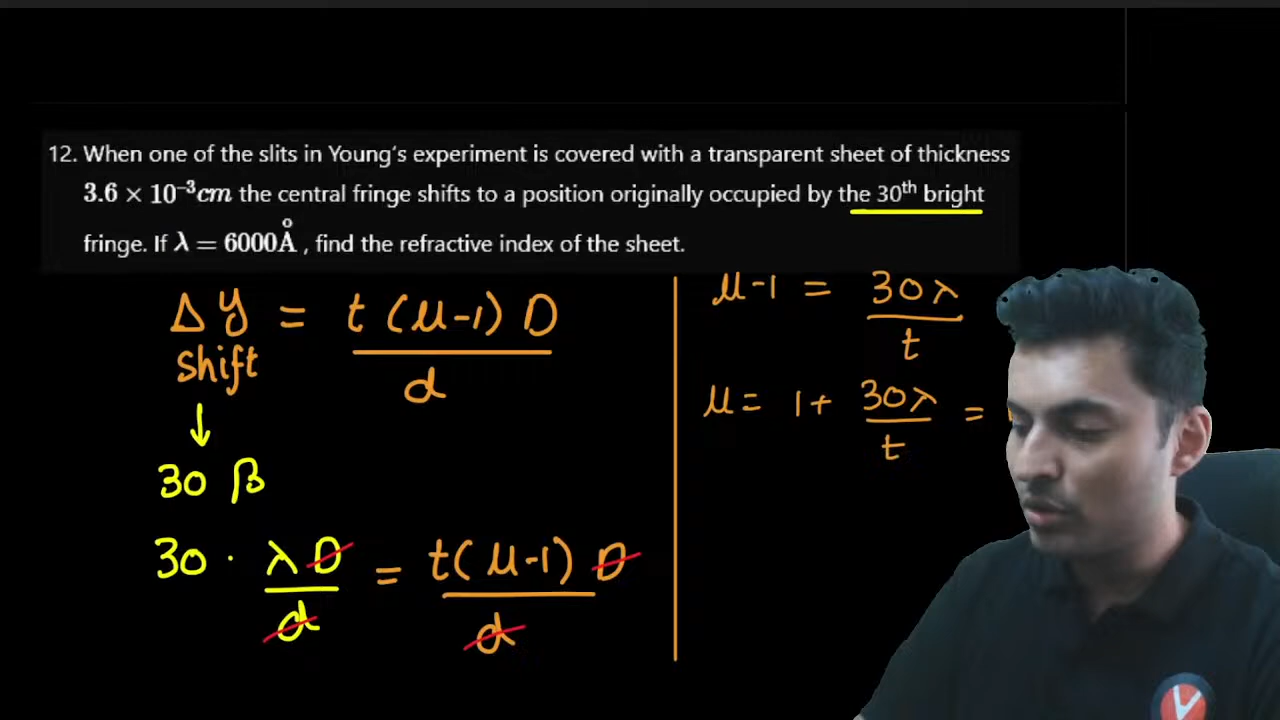 12. When one of the slits in Young's experiment is covered with a transparent sheet of thickness
3.6 × 10⁻³cm the central fringe shifts to a position originally occupied by the 30th bright
fringe. If λ = 6000Å , find the refractive index of the sheet.
Δy = t(μ-1)D/d
shift
↓
30 β
30 · λD/d = t(μ-1)D/d
μ-1 = 30λ/t
μ = 1+ 30λ/t =